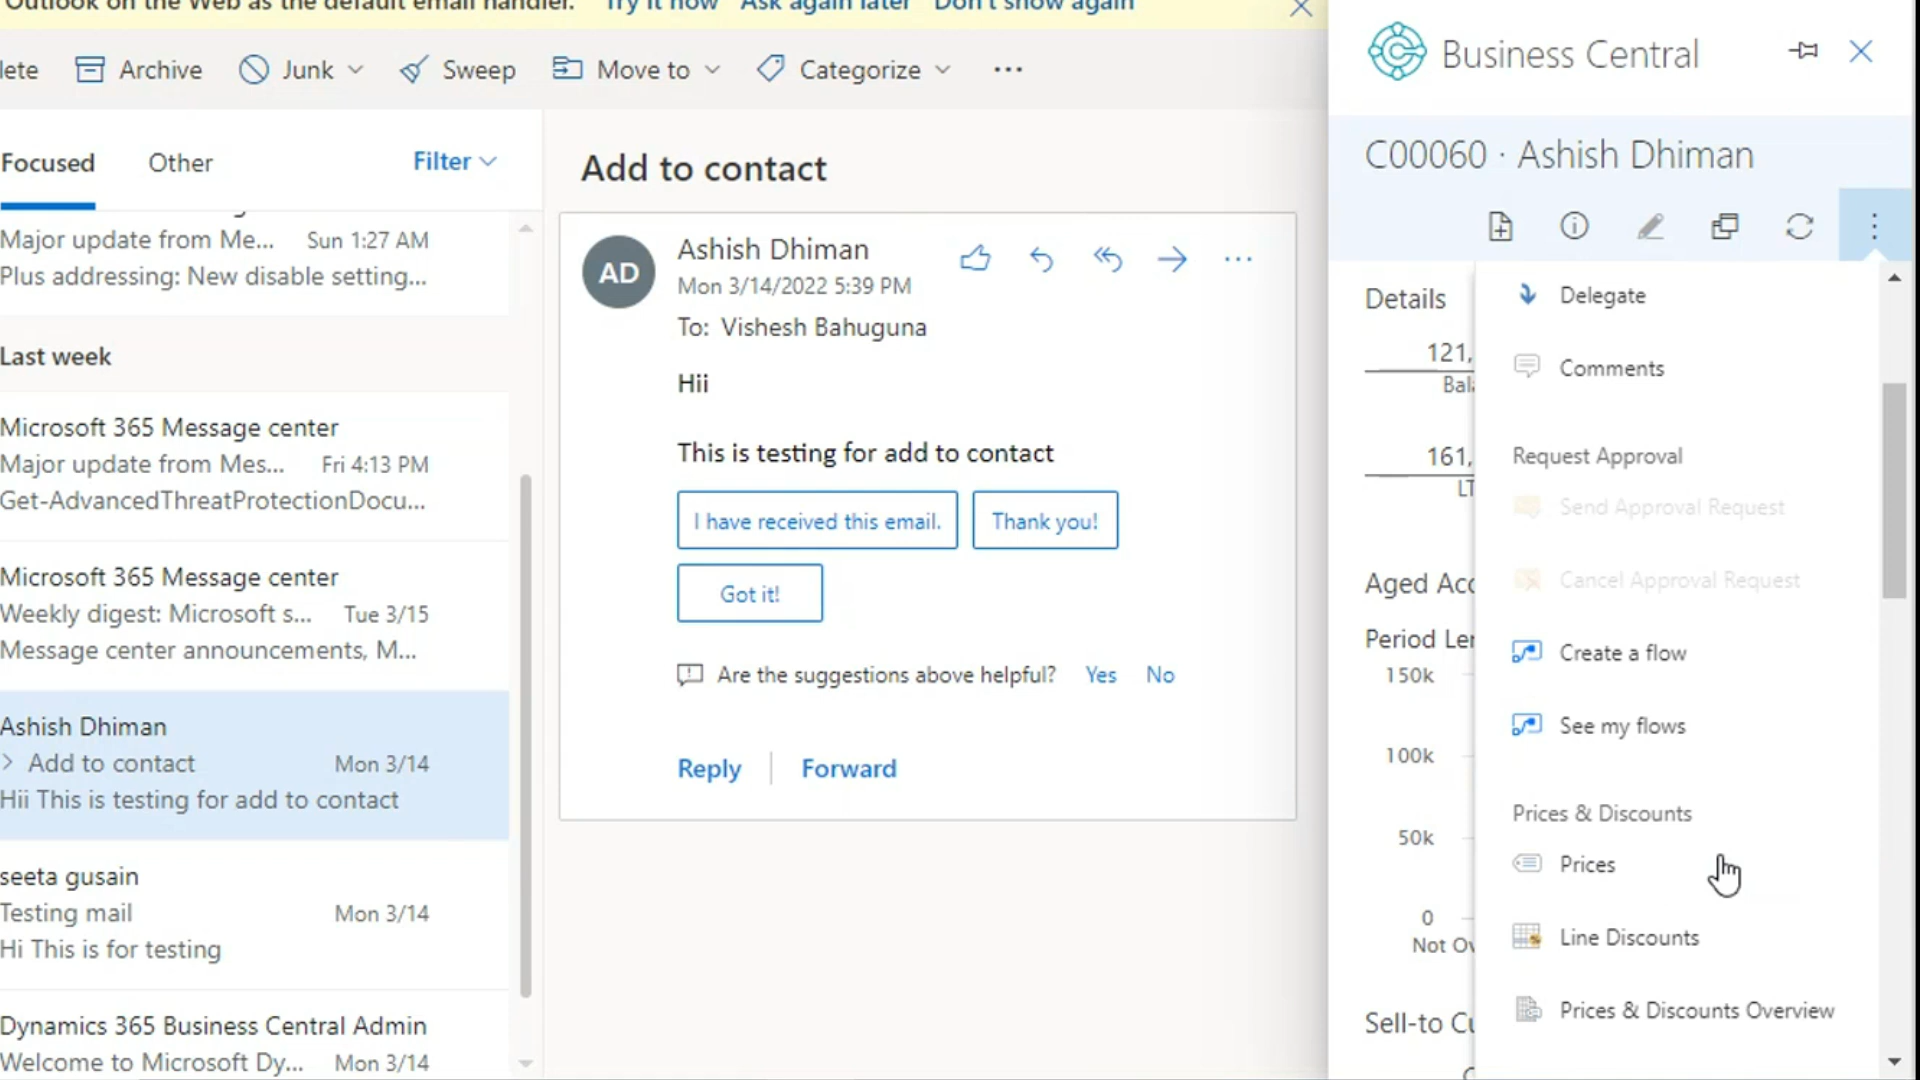 Outlook on the Web as the default email handler. Try it now Ask again later Don't show again
lete Archive Junk Sweep Move to Categorize
Focused Other Filter
Major update from Me... Sun 1:27 AM
Plus addressing: New disable setting...
Last week
Microsoft 365 Message center
Major update from Mes... Fri 4:13 PM
Get-AdvancedThreatProtectionDocu...
Microsoft 365 Message center
Weekly digest: Microsoft s... Tue 3/15
Message center announcements, M...
Ashish Dhiman
Add to contact Mon 3/14
Hii This is testing for add to contact
seeta gusain
Testing mail Mon 3/14
Hi This is for testing
Dynamics 365 Business Central Admin
Welcome to Microsoft Dy... Mon 3/14
Add to contact
AD
Ashish Dhiman
Mon 3/14/2022 5:39 PM
To: Vishesh Bahuguna
Hii
This is testing for add to contact
I have received this email. Thank you!
Got it!
Are the suggestions above helpful? Yes No
Reply Forward
Business Central
C00060 · Ashish Dhiman
Details
121,
Bal
161,
LT
Aged Acc
Period Ler
150k
100k
50k
0
Not Ov
Sell-to Cu
Delegate
Comments
Request Approval
Send Approval Request
Cancel Approval Request
Create a flow
See my flows
Prices & Discounts
Prices
Line Discounts
Prices & Discounts Overview